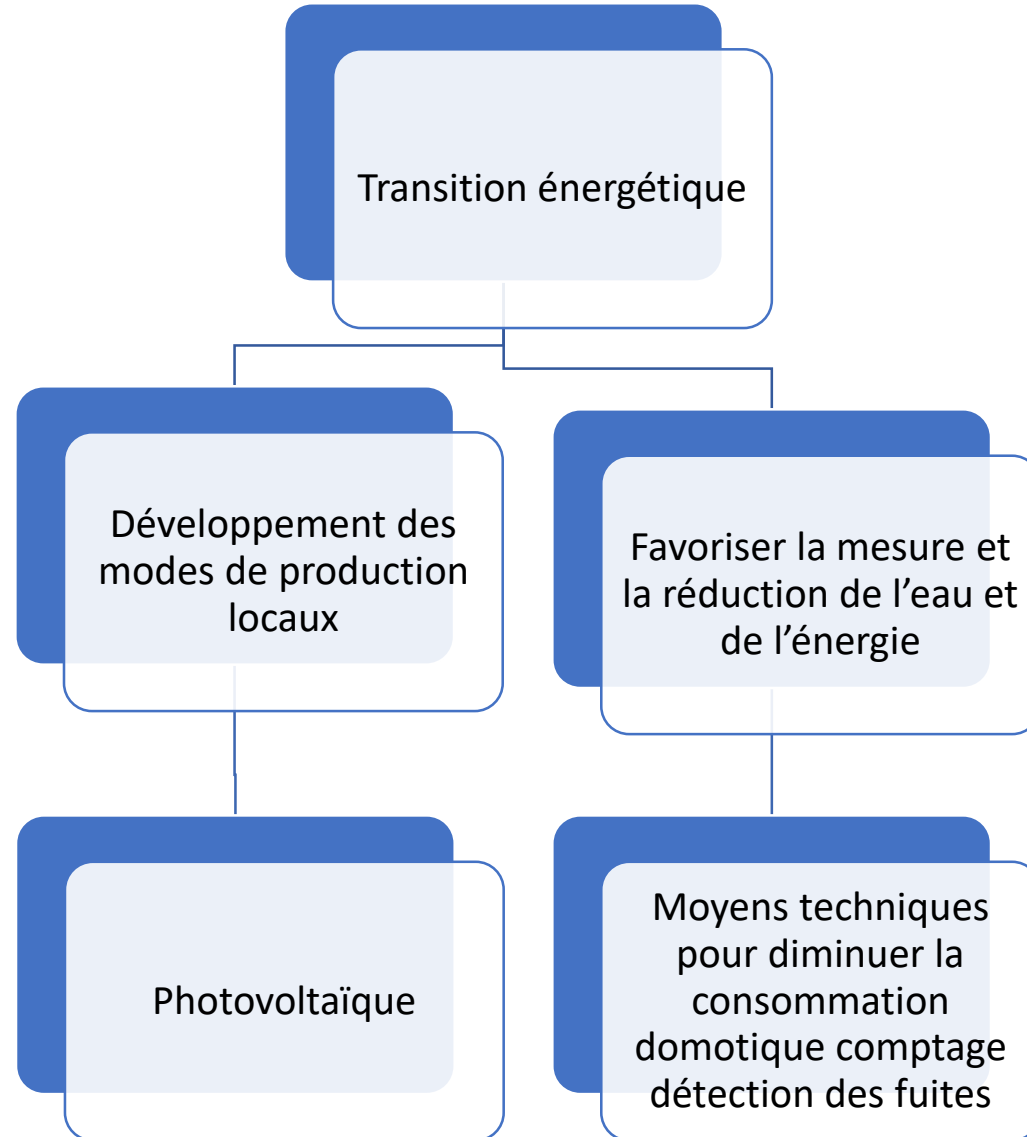 Transition énergétique
Développement des
modes de production
locaux
Favoriser la mesure et
la réduction de l’eau et
de l’énergie
Photovoltaïque
Moyens techniques
pour diminuer la
consommation
domotique comptage
détection des fuites